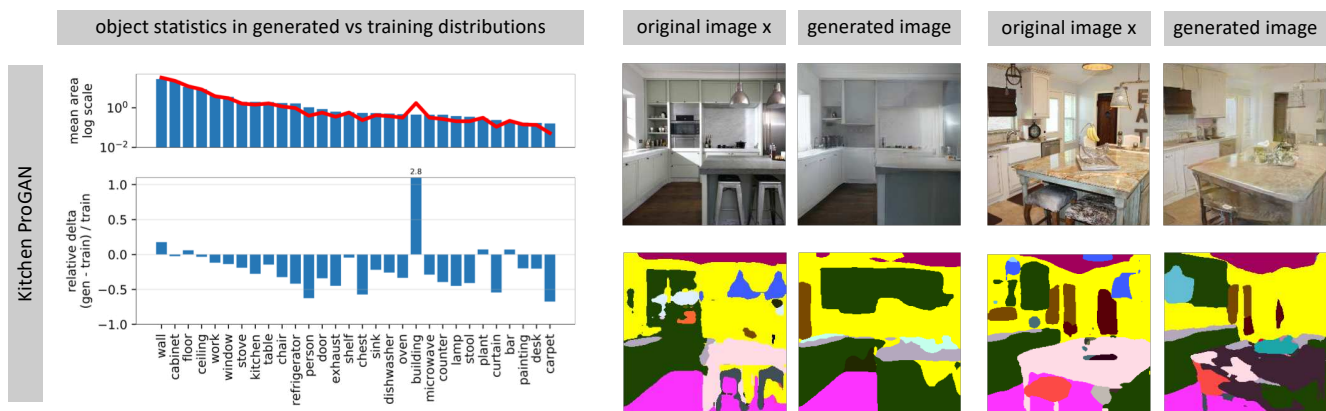 object statistics in generated vs training distributions
original image x
generated image
original image x
generated image
Kitchen ProGAN
mean area
log scale
10⁰
10⁻²
relative delta
(gen - train) / train
1.0
0.5
0.0
−0.5
−1.0
2.8
wall
cabinet
floor
ceiling
work
window
stove
kitchen
table
chair
refrigerator
person
door
exhaust
shelf
chest
sink
dishwasher
oven
building
microwave
counter
lamp
stool
plant
curtain
bar
painting
desk
carpet
E
A
T